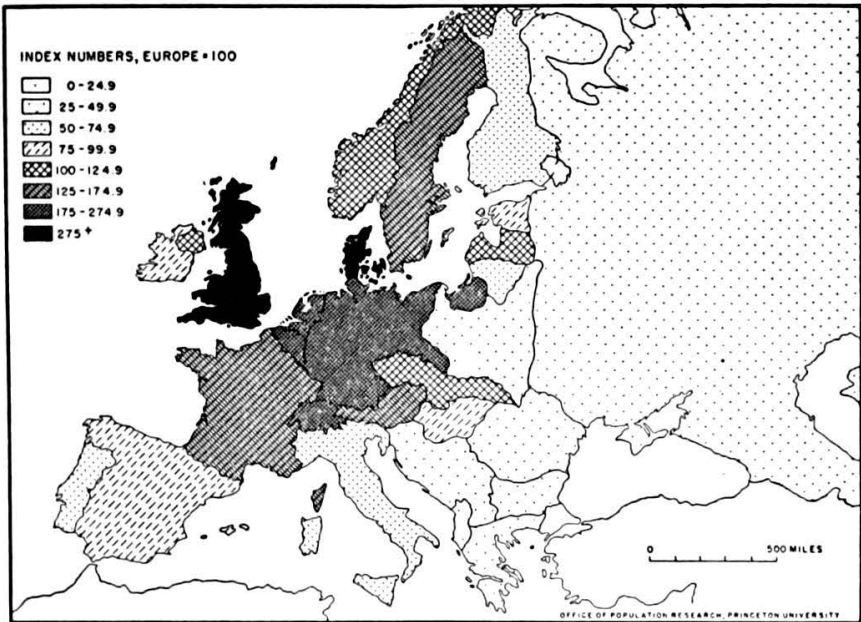 INDEX NUMBERS, EUROPE = 100
0 - 24.9
25 - 49.9
50 - 74.9
75 - 99.9
100 - 124.9
125 - 174.9
175 - 274.9
275 +
0 500 MILES
OFFICE OF POPULATION RESEARCH, PRINCETON UNIVERSITY